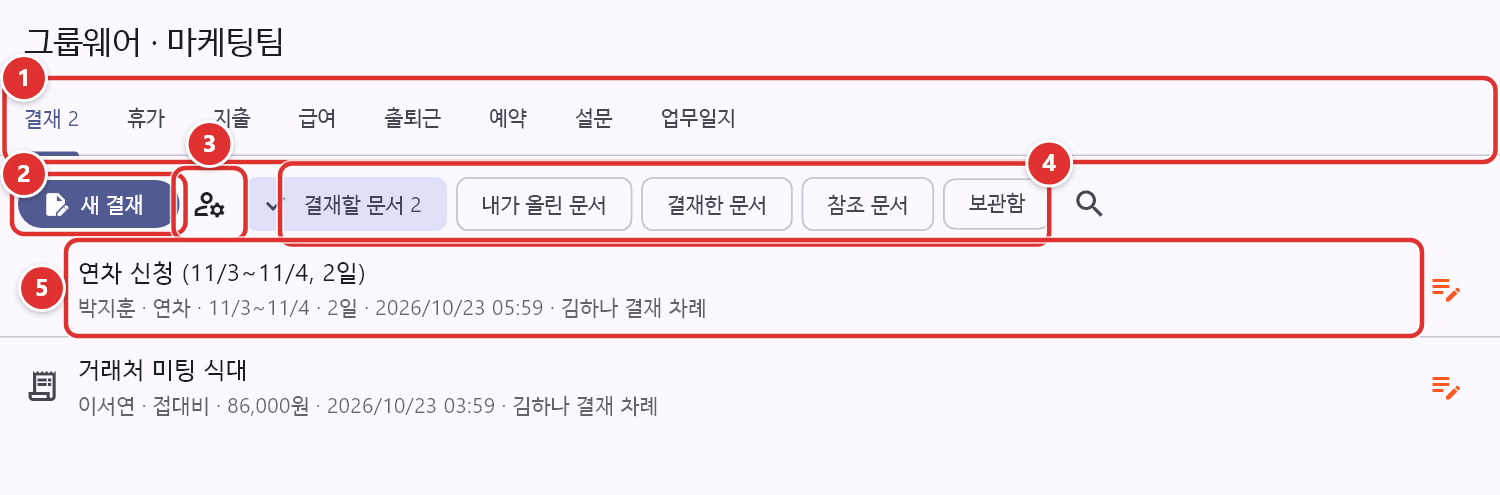 그룹웨어 · 마케팅팀
1
결재 2 휴가 지출 급여 출퇴근 예약 설문 업무일지
2 3 4
새 결재 결재할 문서 2 내가 올린 문서 결재한 문서 참조 문서 보관함
5
연차 신청 (11/3~11/4, 2일)
박지훈 · 연차 · 11/3~11/4 · 2일 · 2026/10/23 05:59 · 김하나 결재 차례
거래처 미팅 식대
이서연 · 접대비 · 86,000원 · 2026/10/23 03:59 · 김하나 결재 차례